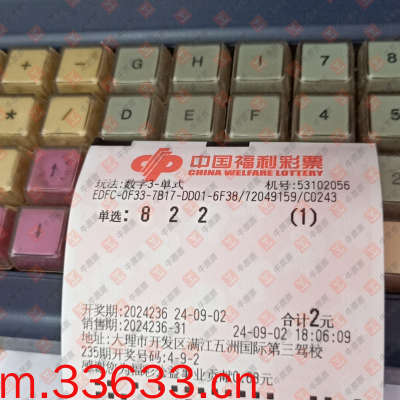 + - G H I 7 8
* / D E F 4 5
中国福利彩票
CHINA WELFARE LOTTERY
玩法:数字3-单式 机号:53102056
EDFC-0F33-7B17-DD01-6F38/72049159/C0243
单选: 8 2 2 (1)
开奖期:2024236 24-09-02 合计2元
销售期:2024236-31 24-09-02 18:06:09
地址:大理市开发区满江五洲国际第三驾校
235期开奖号码:4-9-2
m.33633.cn